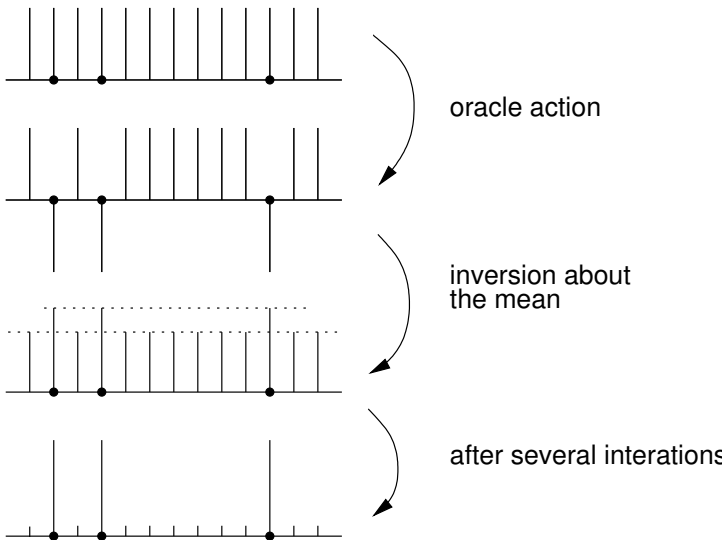 oracle action
inversion about
the mean
after several interations